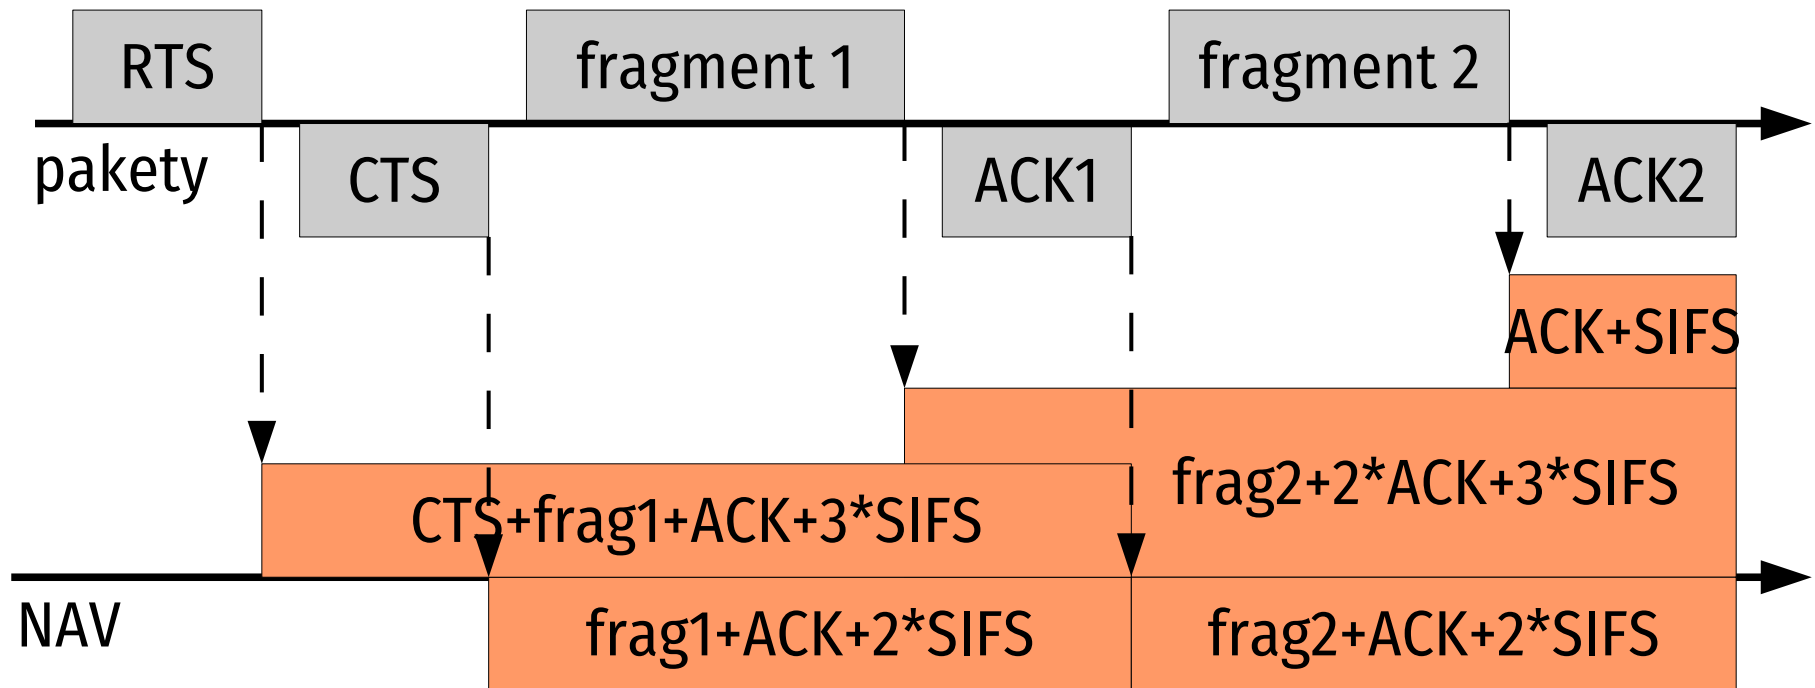 RTS
fragment 1
fragment 2
pakety
CTS
ACK1
ACK2
ACK+SIFS
frag2+2*ACK+3*SIFS
CTS+frag1+ACK+3*SIFS
NAV
frag1+ACK+2*SIFS
frag2+ACK+2*SIFS